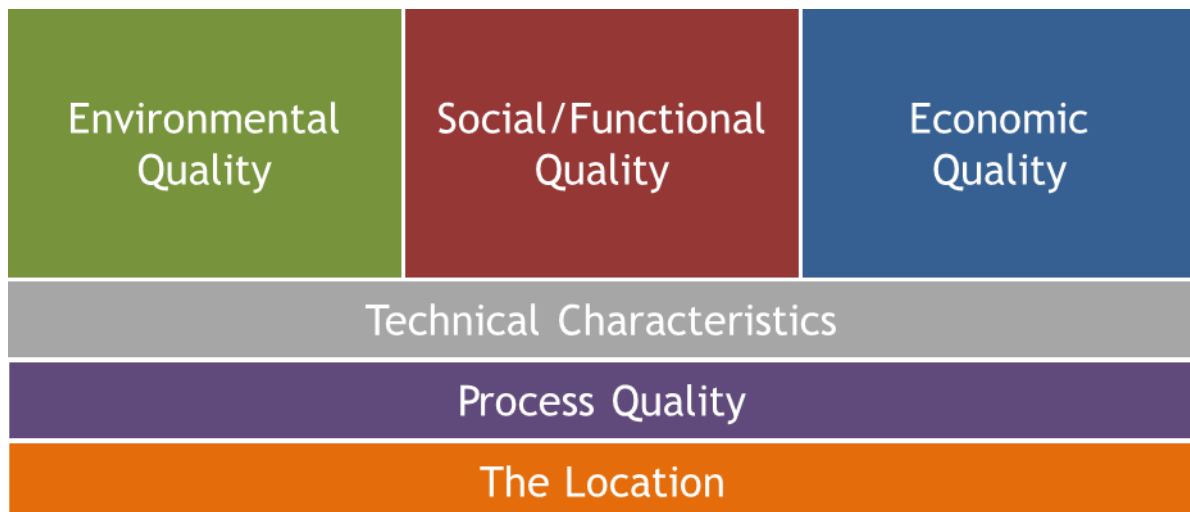 Environmental
Quality
Social/Functional
Quality
Economic
Quality
Technical Characteristics
Process Quality
The Location